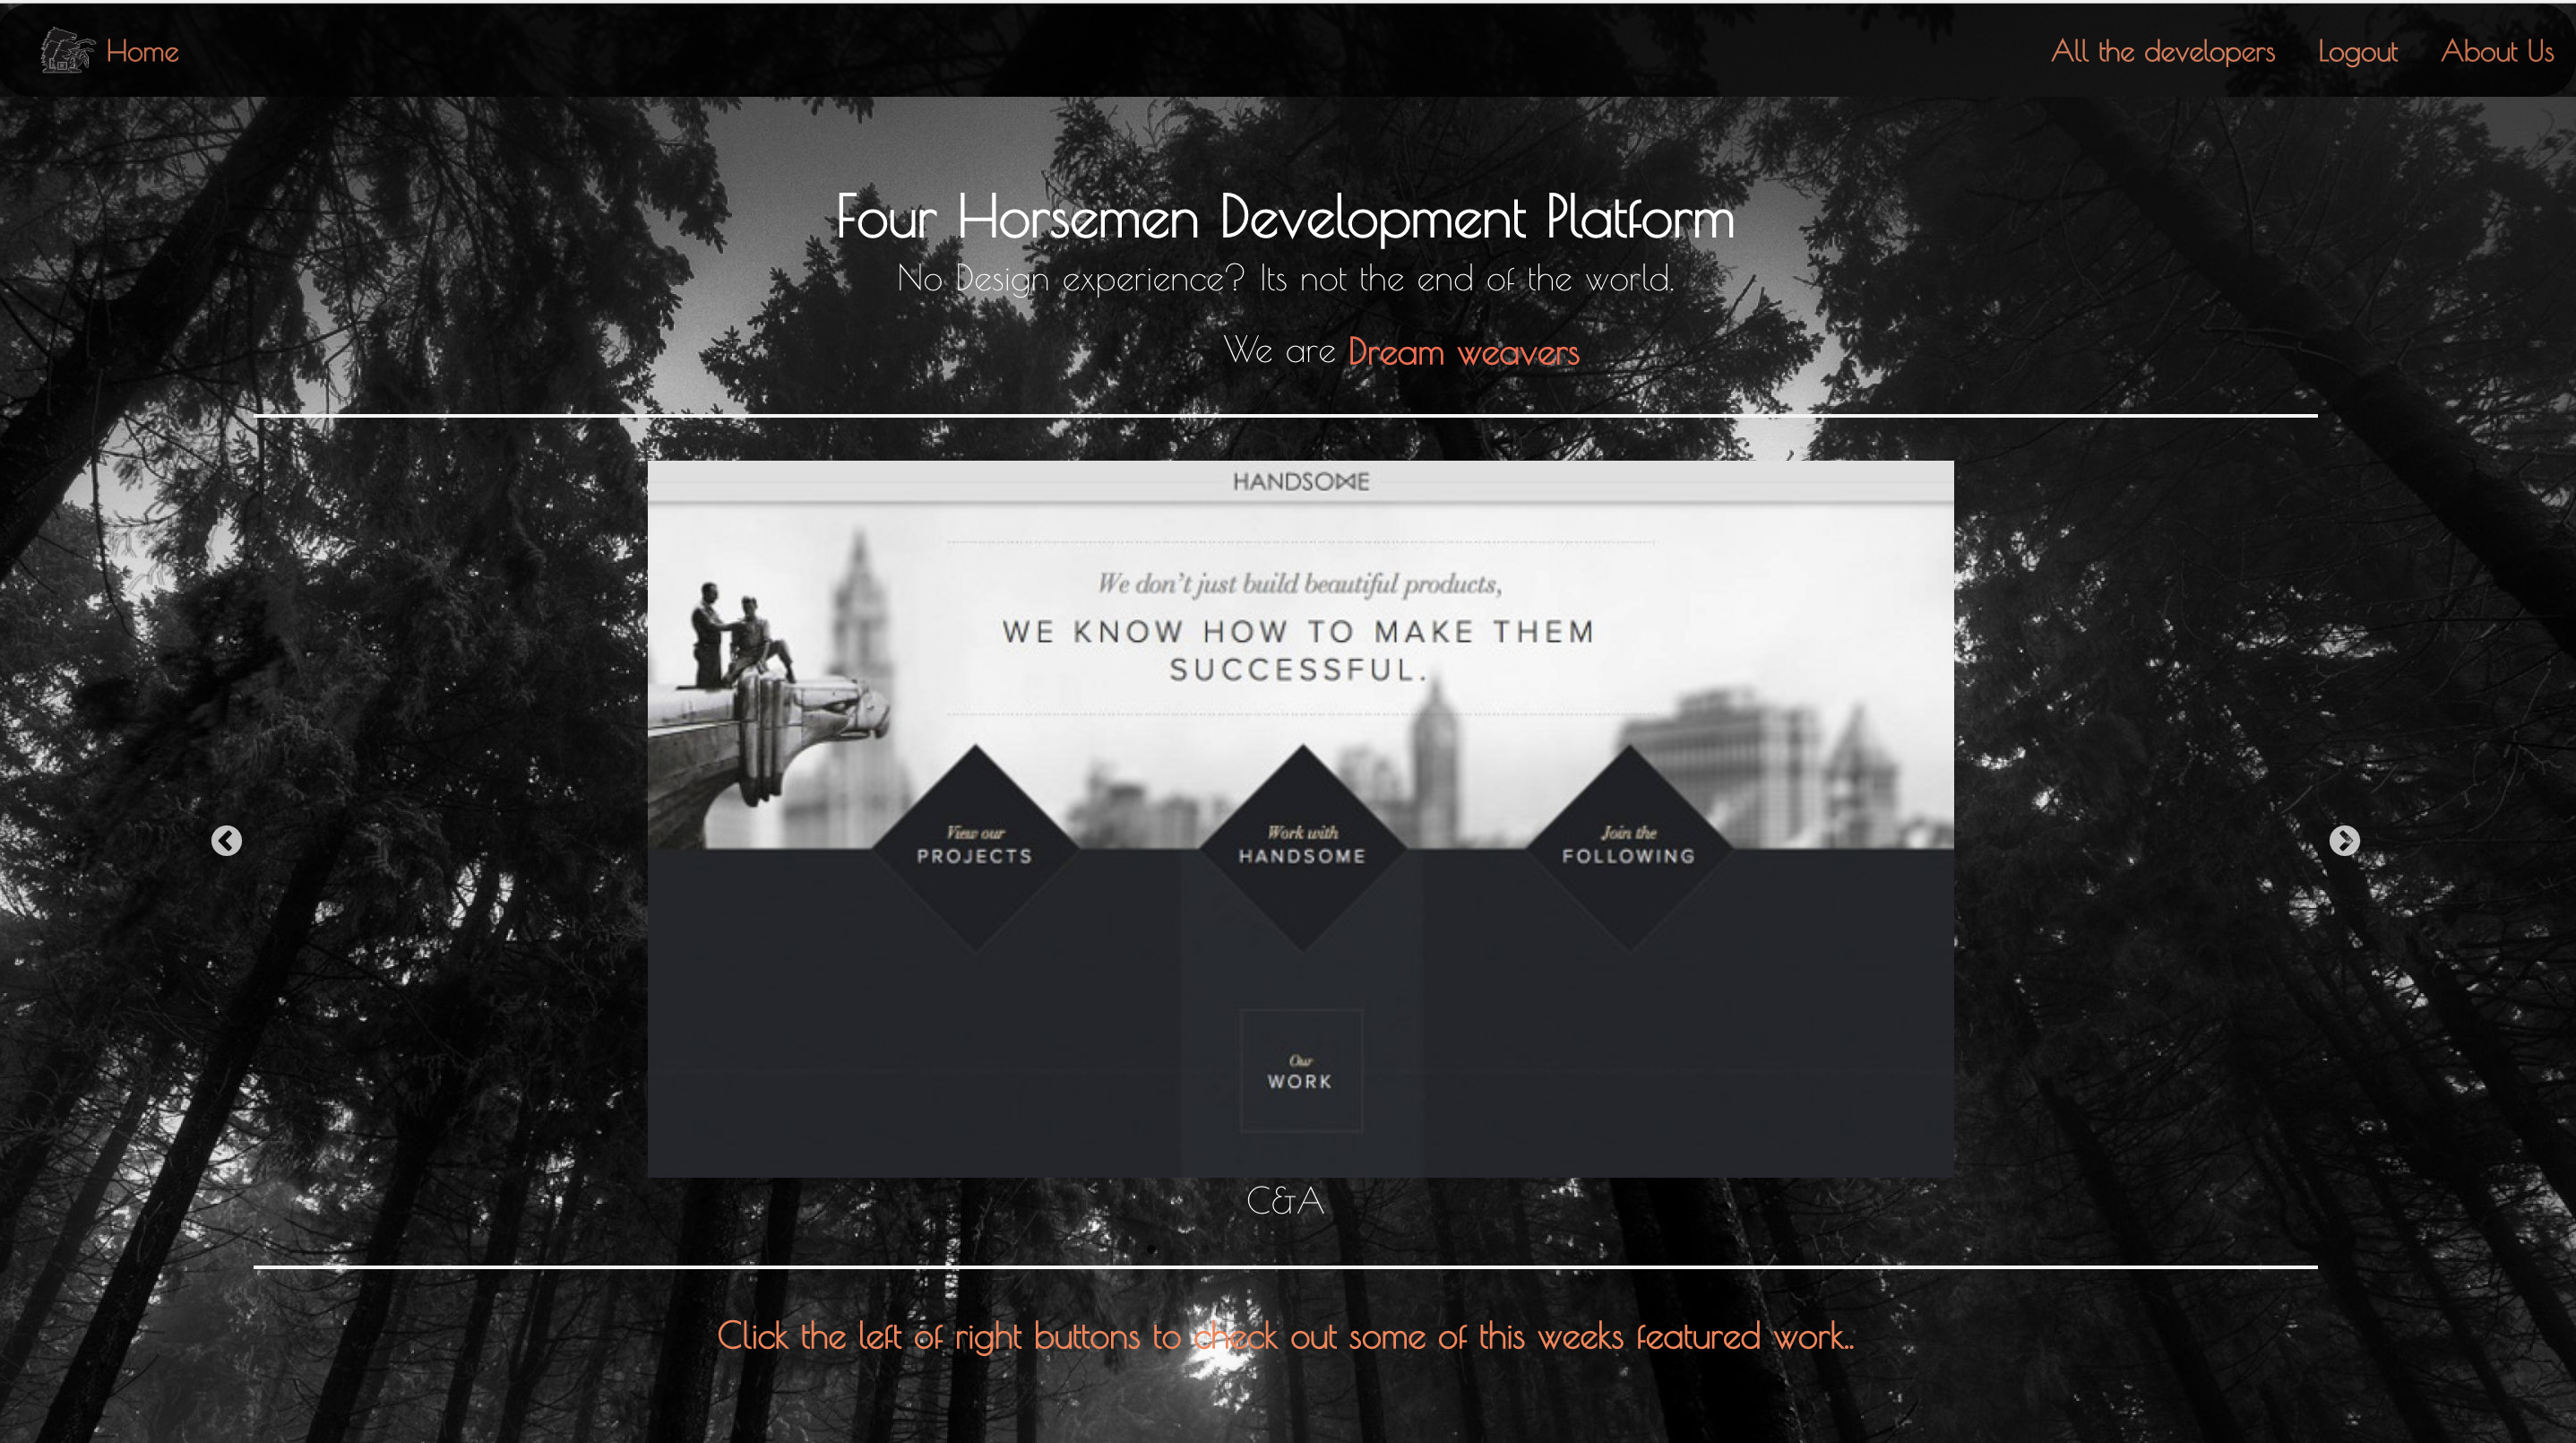 Home
All the developers
Logout
About Us
Four Horsemen Development Platform
No Design experience? Its not the end of the world.
We are Dream weavers
HANDSOME
We don't just build beautiful products,
WE KNOW HOW TO MAKE THEM
SUCCESSFUL.
View our
PROJECTS
Work with
HANDSOME
Join the
FOLLOWING
Our
WORK
C&A
Click the left of right buttons to check out some of this weeks featured work..